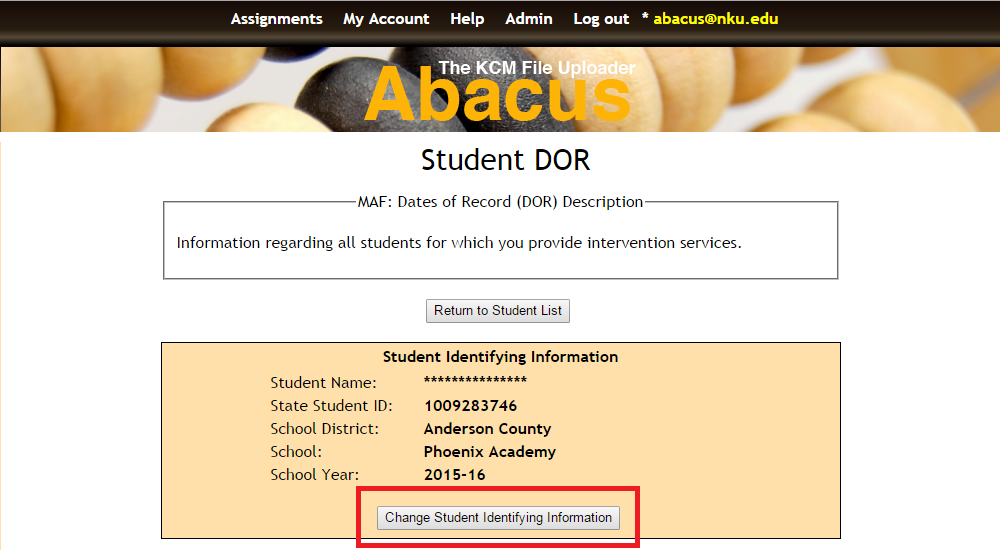 Assignments My Account Help Admin Log out * abacus@nku.edu
The KCM File Uploader
Abacus
Student DOR
MAF: Dates of Record (DOR) Description
Information regarding all students for which you provide intervention services.
Return to Student List
Student Identifying Information
Student Name: ***************
State Student ID: 1009283746
School District: Anderson County
School: Phoenix Academy
School Year: 2015-16
Change Student Identifying Information